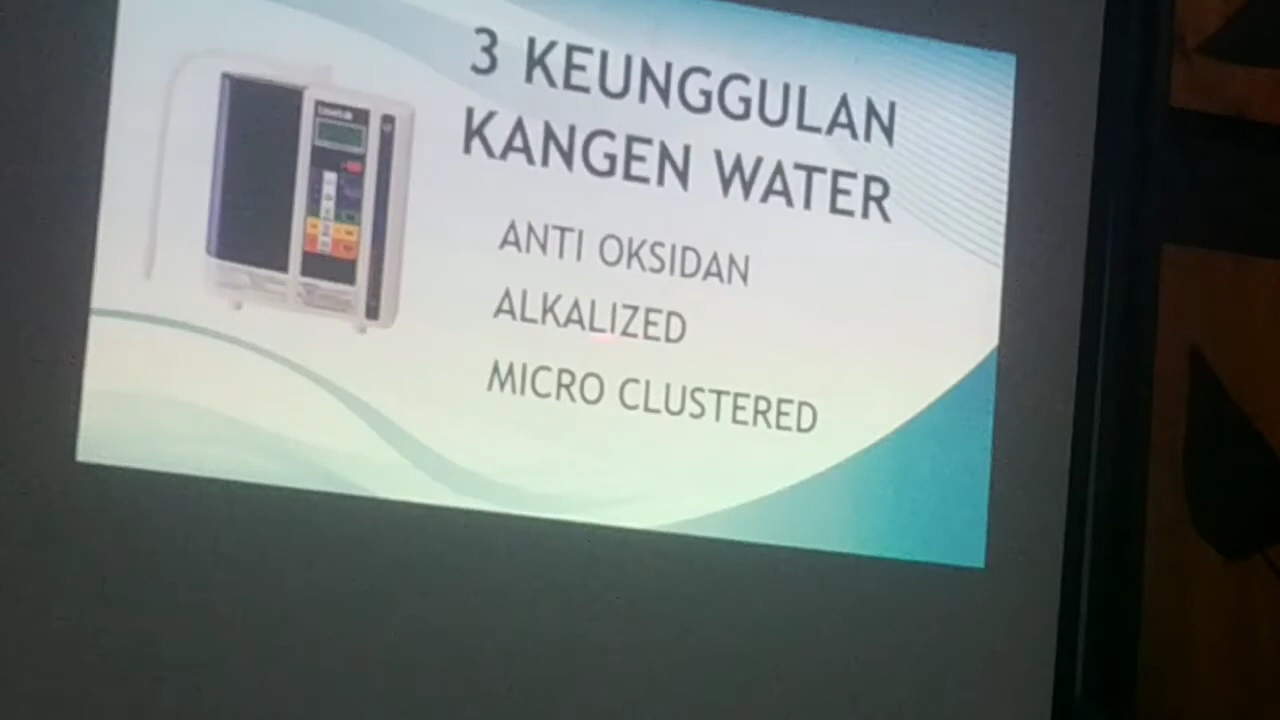 3 KEUNGGULAN
KANGEN WATER
ANTI OKSIDAN
ALKALIZED
MICRO CLUSTERED